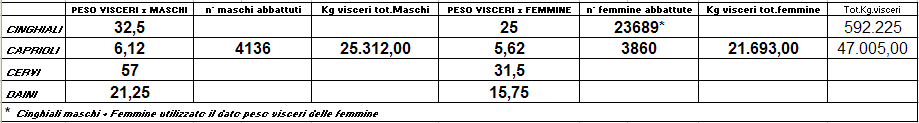 PESO VISCERI x MASCHI n° maschi abbattuti Kg visceri tot.Maschi PESO VISCERI x FEMMINE n° femmine abbattute Kg visceri tot.femmine Tot.Kg.visceri
CINGHIALI 32,5 25 23689* 592.225
CAPRIOLI 6,12 4136 25.312,00 5,62 3860 21.693,00 47.005,00
CERVI 57 31,5
DAINI 21,25 15,75
* Cinghiali maschi + Femmine utilizzato il dato peso visceri delle femmine